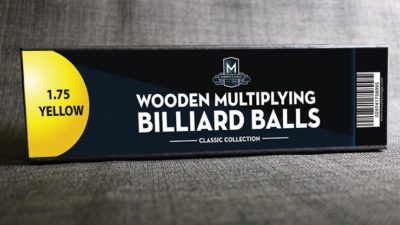 M
1.75
YELLOW
WOODEN MULTIPLYING
BILLIARD BALLS
CLASSIC COLLECTION